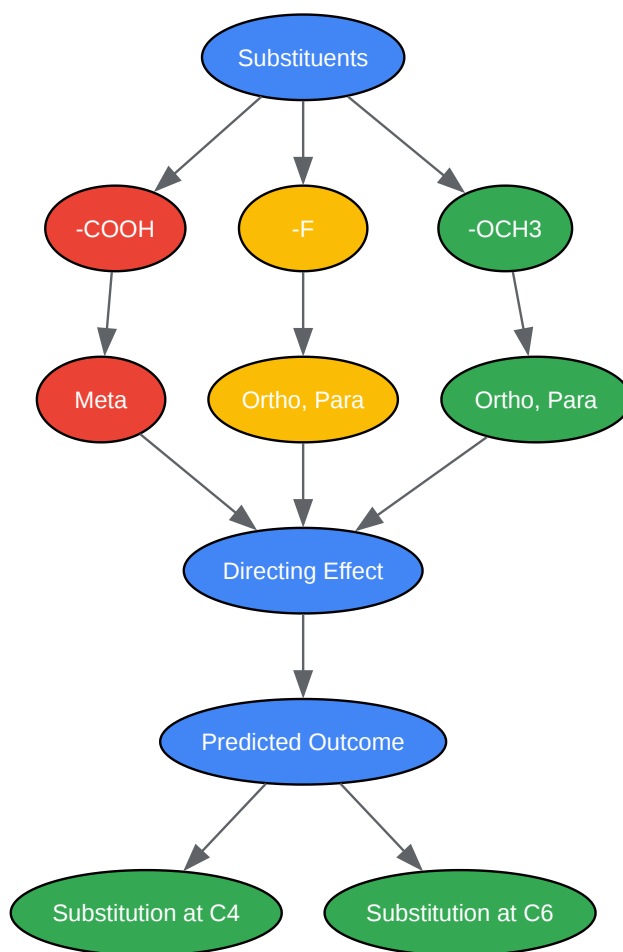 Substituents
-COOH
-F
-OCH3
Meta
Ortho, Para
Ortho, Para
Directing Effect
Predicted Outcome
Substitution at C4
Substitution at C6